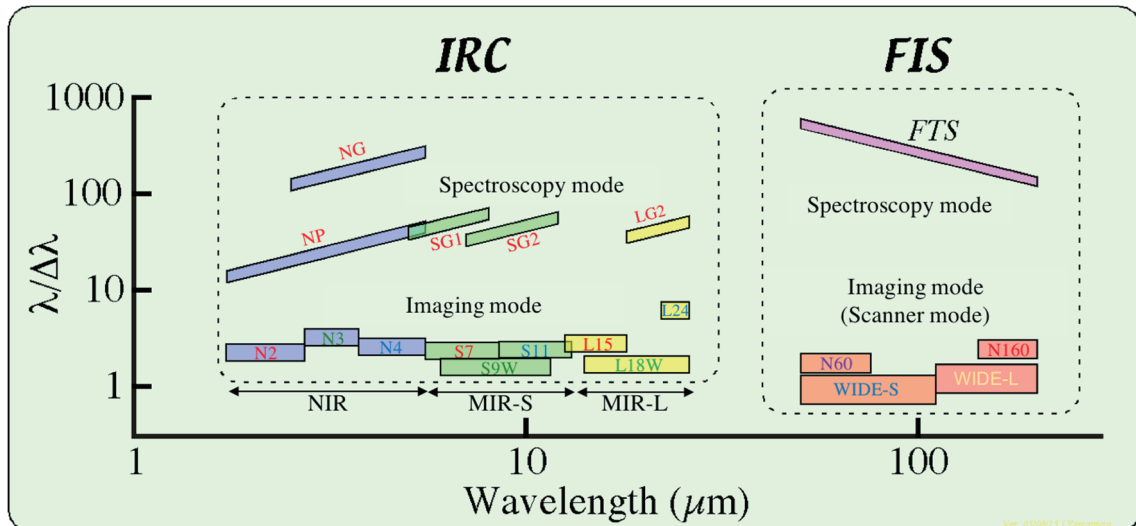 IRC
FIS
1000
100
10
1
λ/Δλ
NG
Spectroscopy mode
NP
SG1
SG2
LG2
Imaging mode
N2
N3
N4
S7
S11
S9W
L15
L24
L18W
NIR
MIR-S
MIR-L
FTS
Spectroscopy mode
Imaging mode
(Scanner mode)
N60
N160
WIDE-S
WIDE-L
1
10
100
Wavelength (μm)